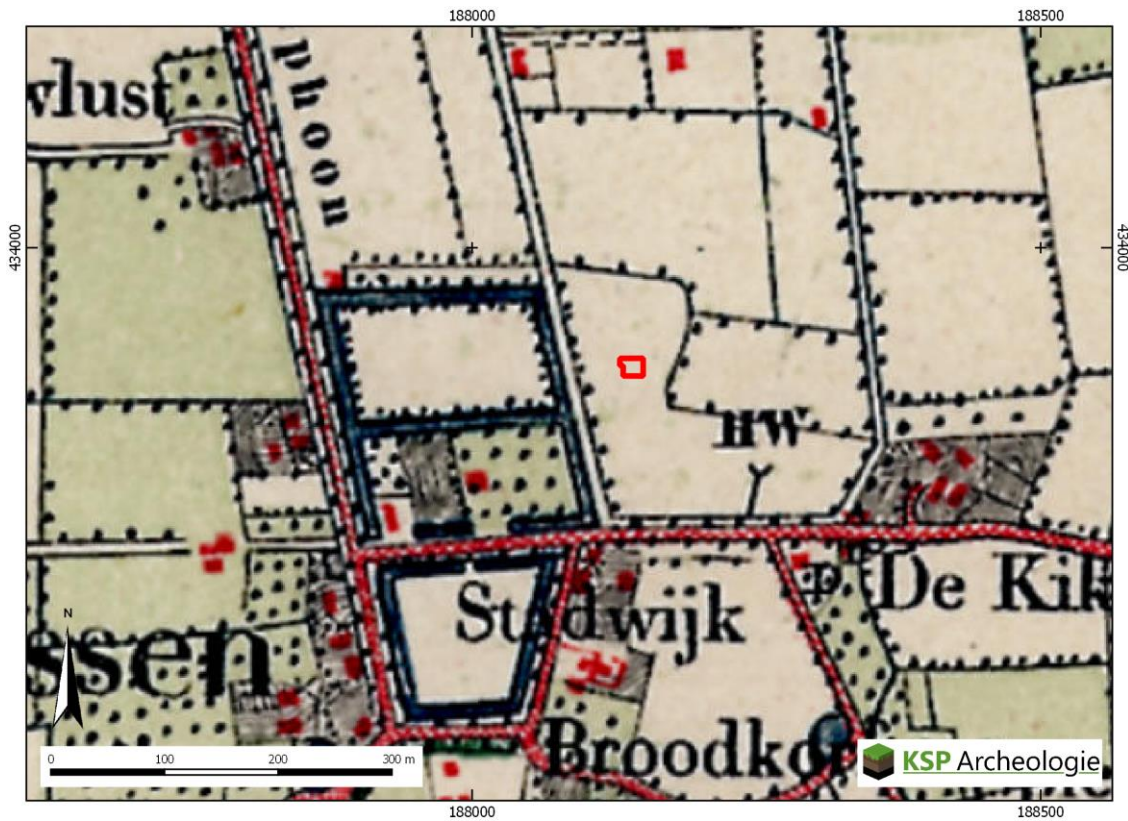 188000
188500
vlust
phoon
434000
434000
HW
Stadwijk
p
De Kik
ssen
N
Broodkor
0 100 200 300 m
KSP Archeologie
188000
188500